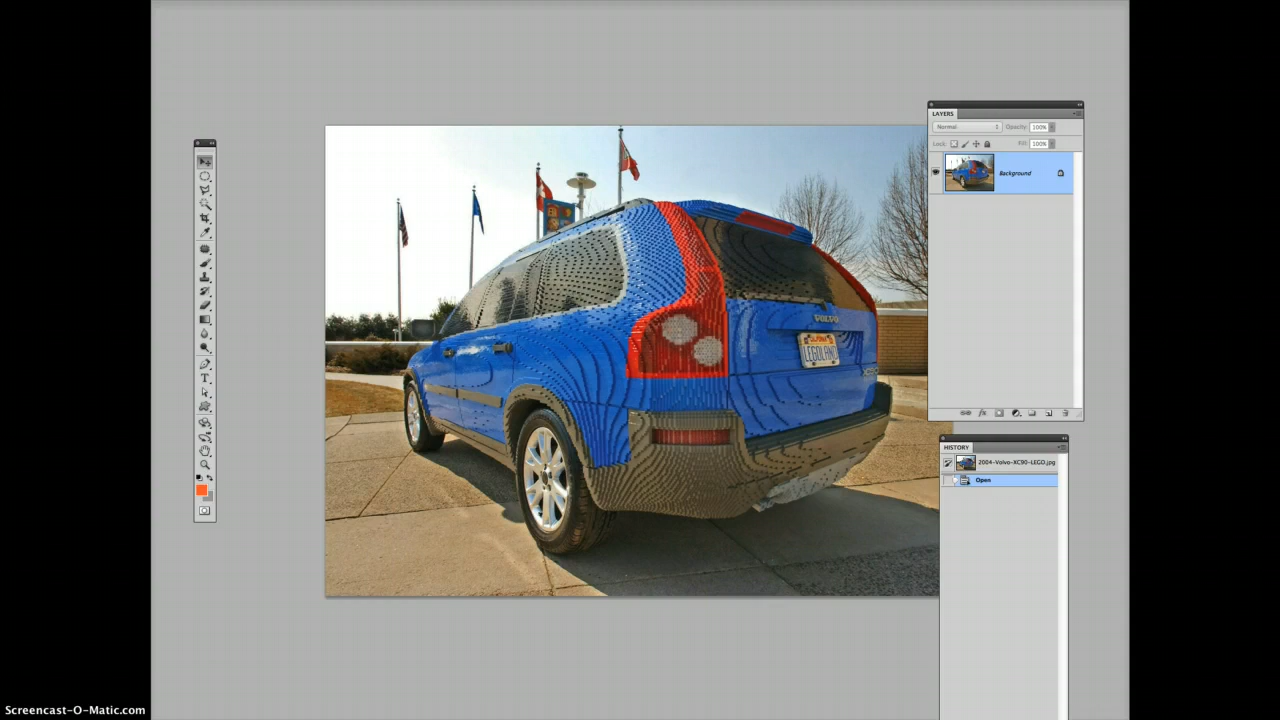 LAYERS
Normal
Opacity: 100%
Lock:
Fill: 100%
Background
VOLVO
LEGOLAND
HISTORY
2004-Volvo-XC90-LEGO.jpg
Open
T
Screencast-O-Matic.com